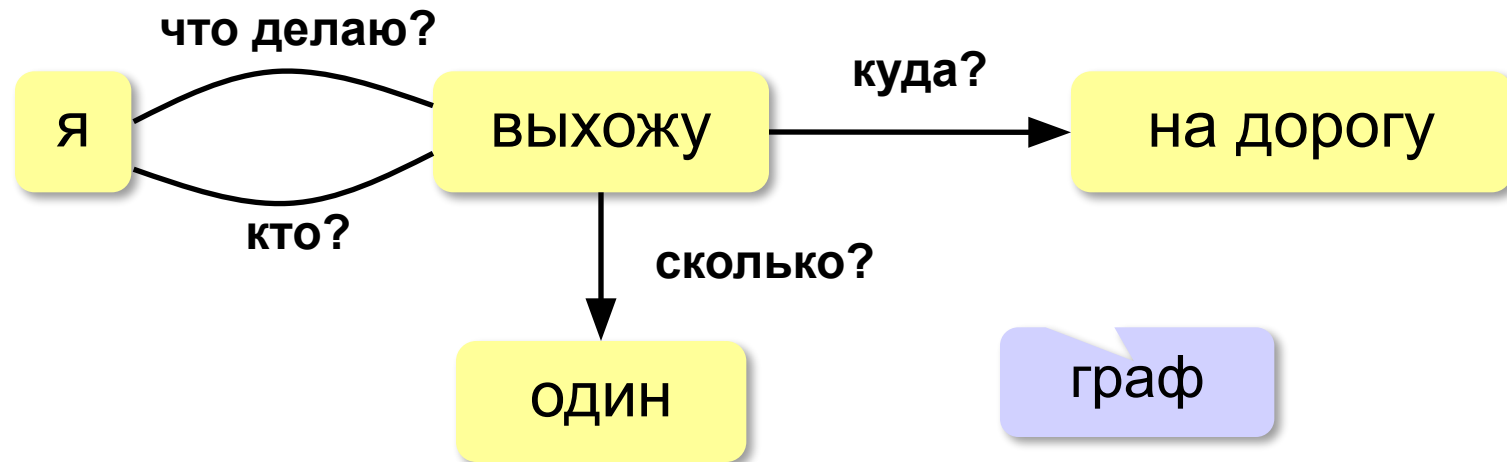 что делаю?
я
выхожу
куда?
на дорогу
кто?
сколько?
один
граф